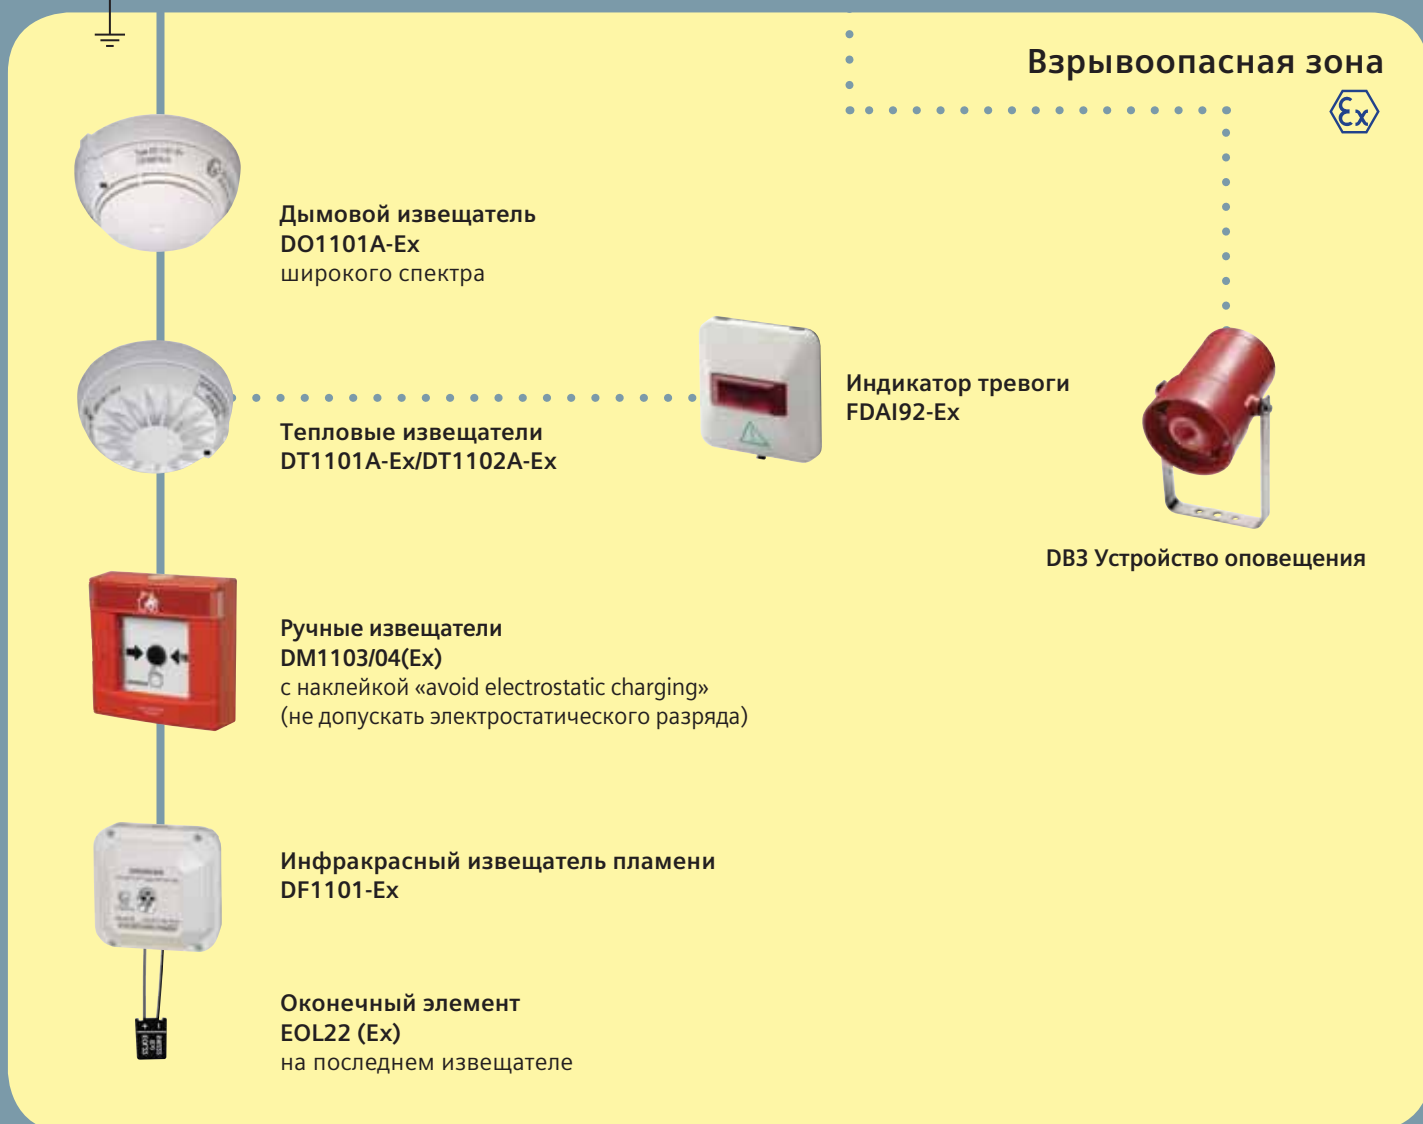 Взрывоопасная зона
Ex
Дымовой извещатель
DO1101A-Ex
широкого спектра
Тепловые извещатели
DT1101A-Ex/DT1102A-Ex
Индикатор тревоги
FDAI92-Ex
DB3 Устройство оповещения
Ручные извещатели
DM1103/04(Ex)
с наклейкой «avoid electrostatic charging»
(не допускать электростатического разряда)
Инфракрасный извещатель пламени
DF1101-Ex
Оконечный элемент
EOL22 (Ex)
на последнем извещателе